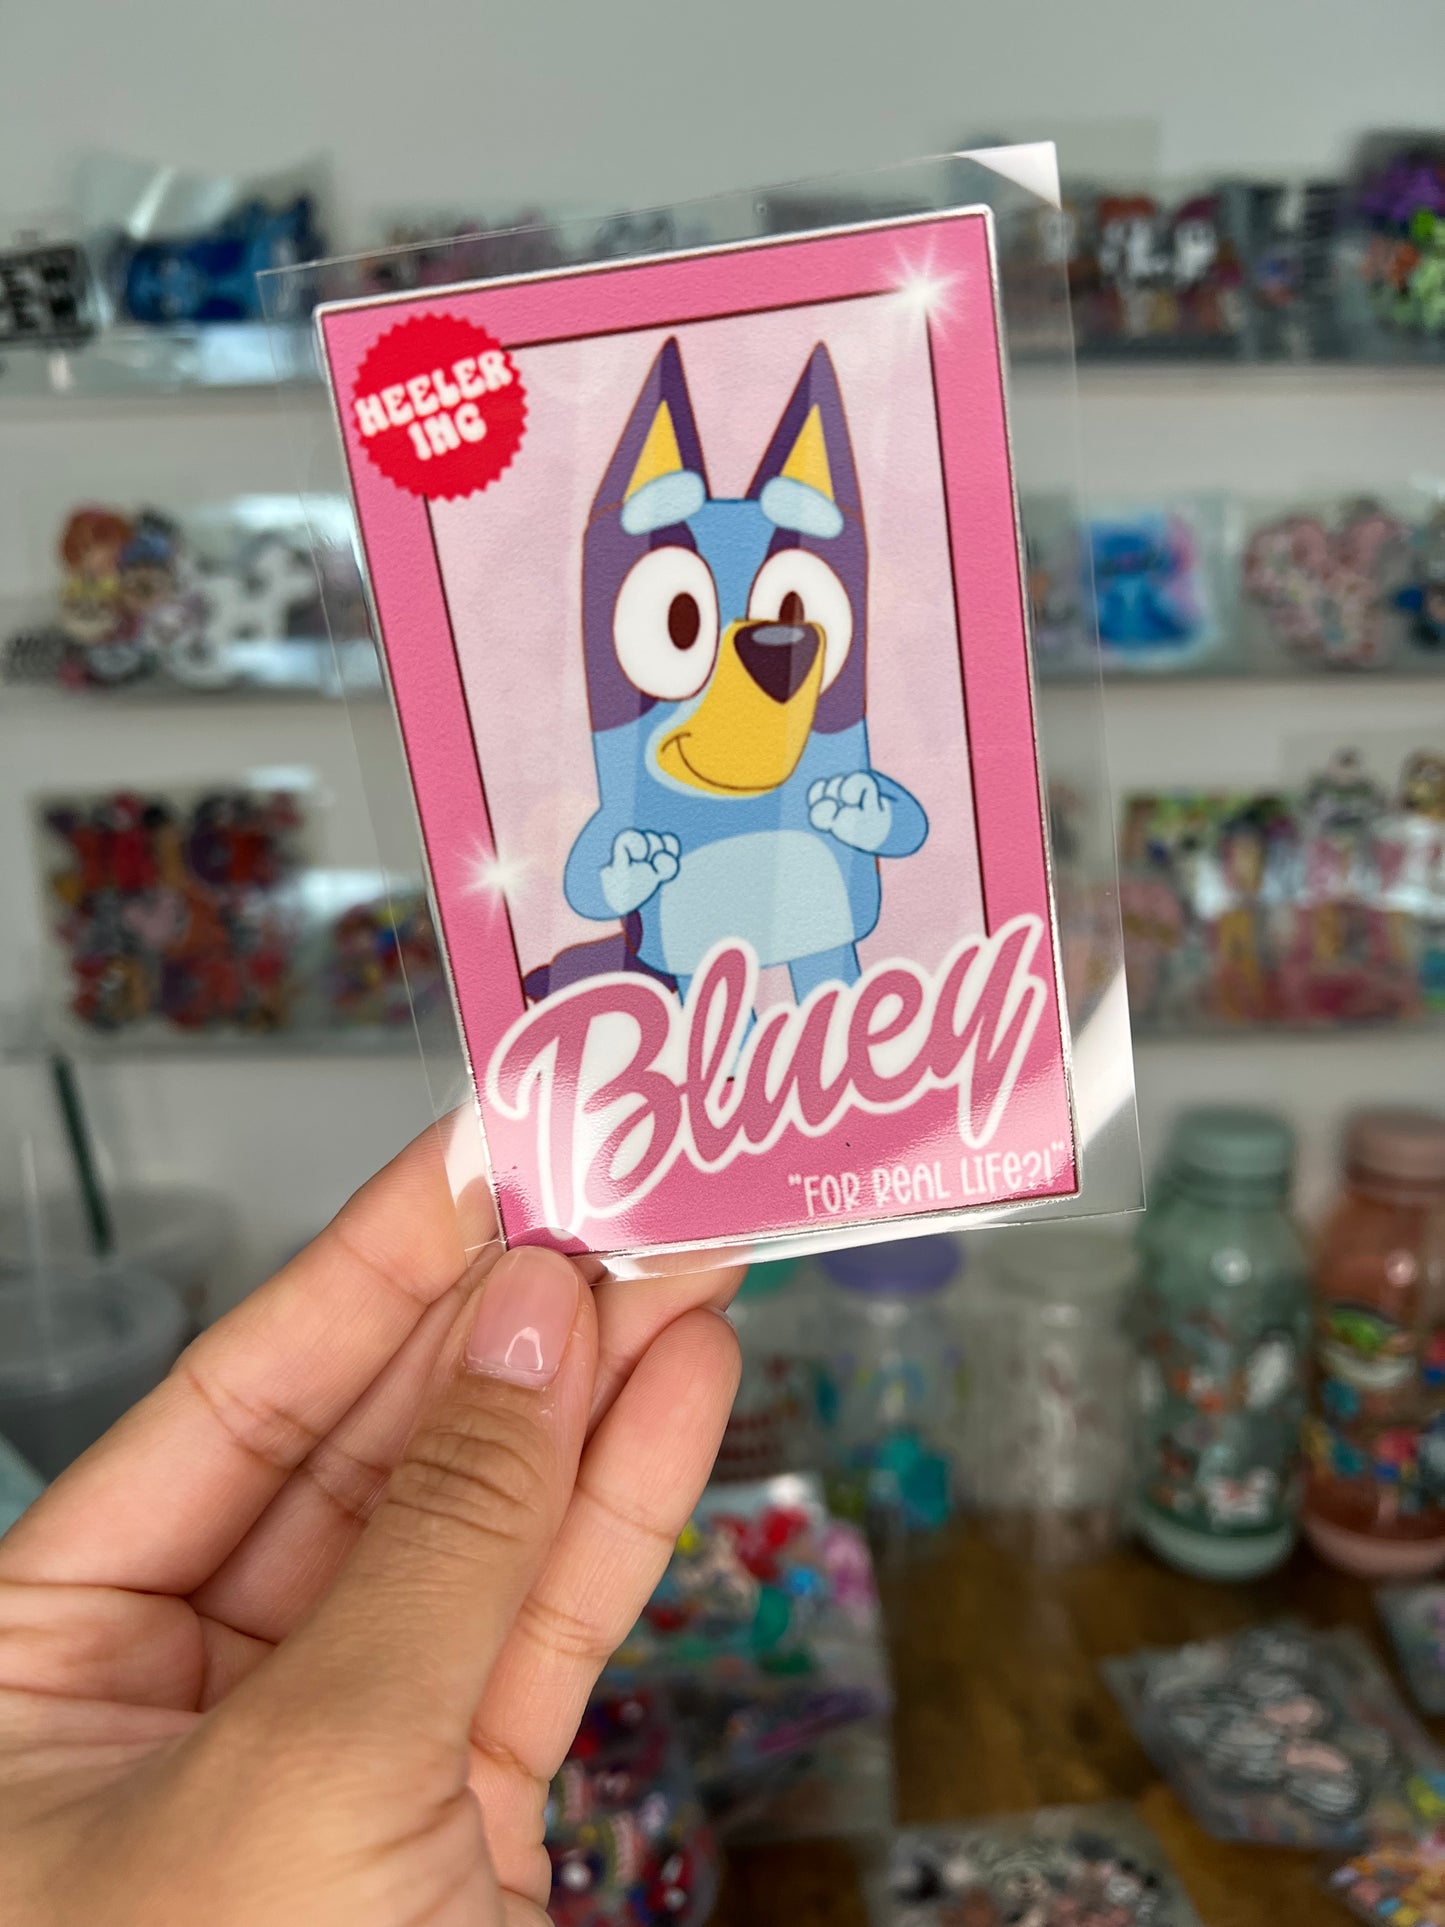 HEELER
INC
Bluey
"FOR REAL LIFE?!"